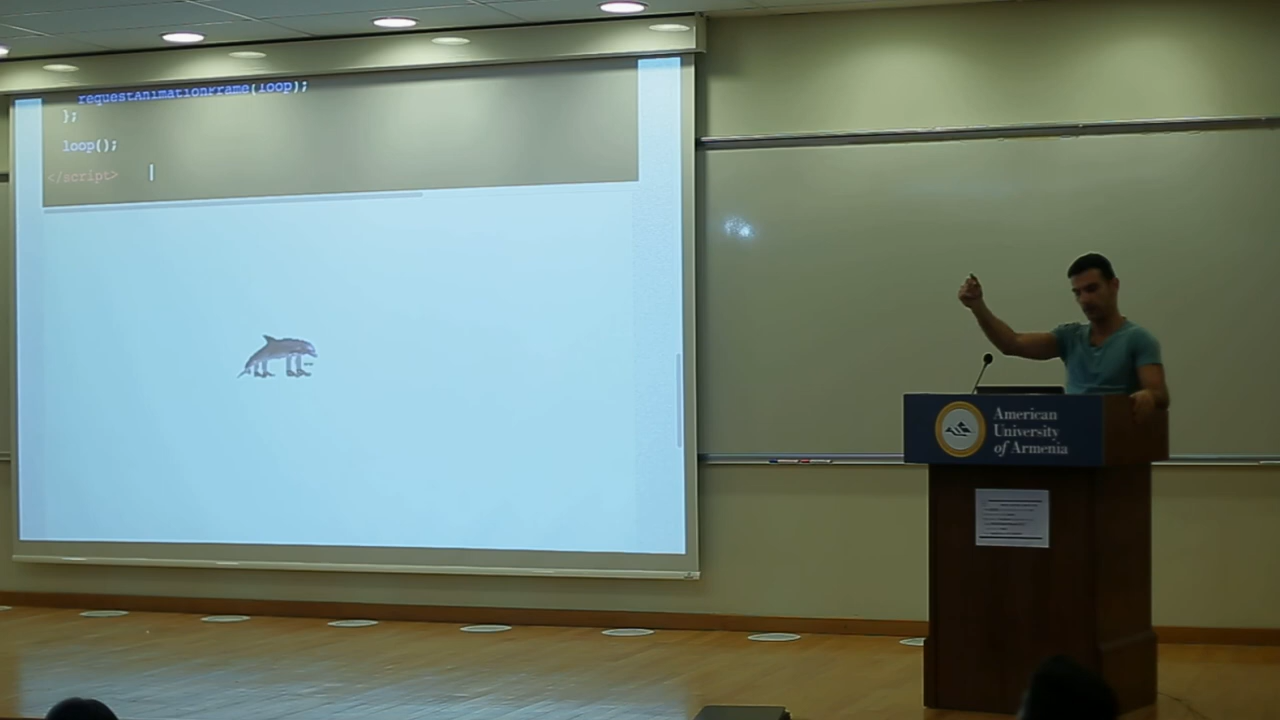 requestAnimationFrame(loop);
};
loop();
</script>
American
University
of Armenia